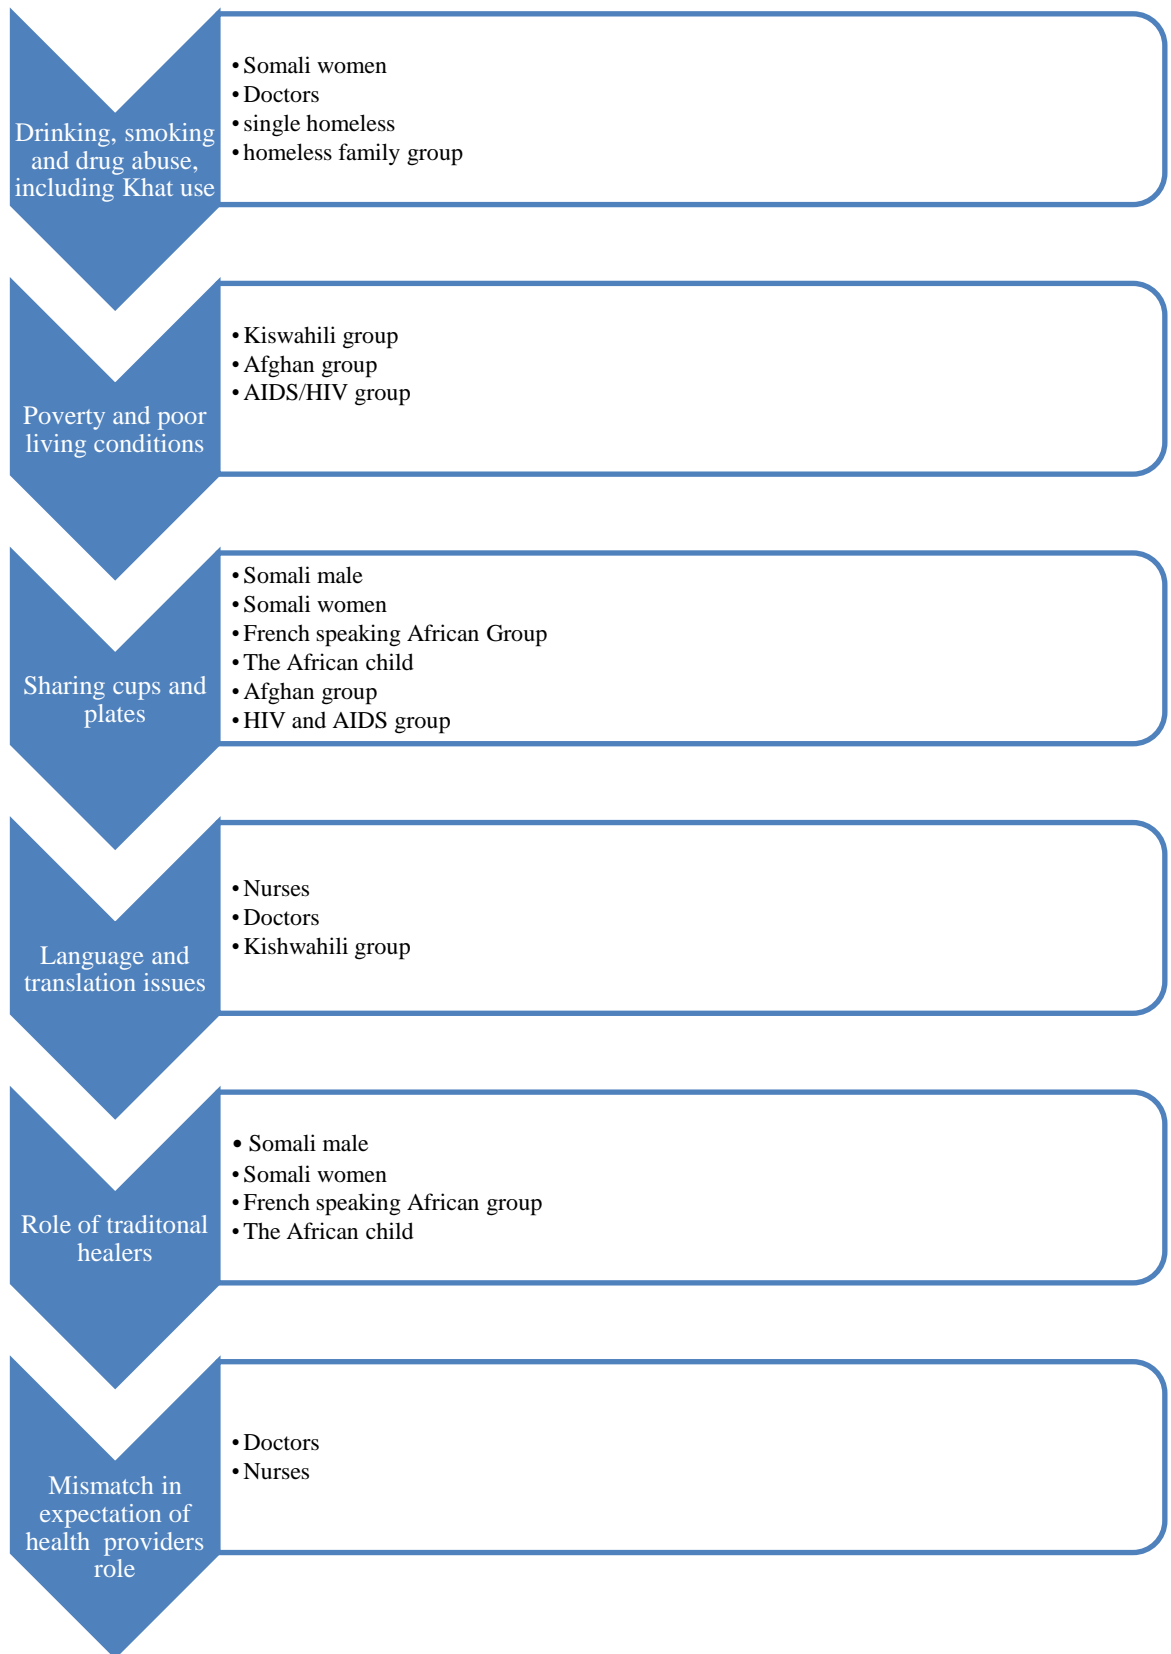 Drinking, smoking
and drug abuse,
including Khat use
• Somali women
• Doctors
• single homeless
• homeless family group
Poverty and poor
living conditions
• Kiswahili group
• Afghan group
• AIDS/HIV group
Sharing cups and
plates
• Somali male
• Somali women
• French speaking African Group
• The African child
• Afghan group
• HIV and AIDS group
Language and
translation issues
• Nurses
• Doctors
• Kishwahili group
Role of traditonal
healers
• Somali male
• Somali women
• French speaking African group
• The African child
Mismatch in
expectation of
health providers
role
• Doctors
• Nurses